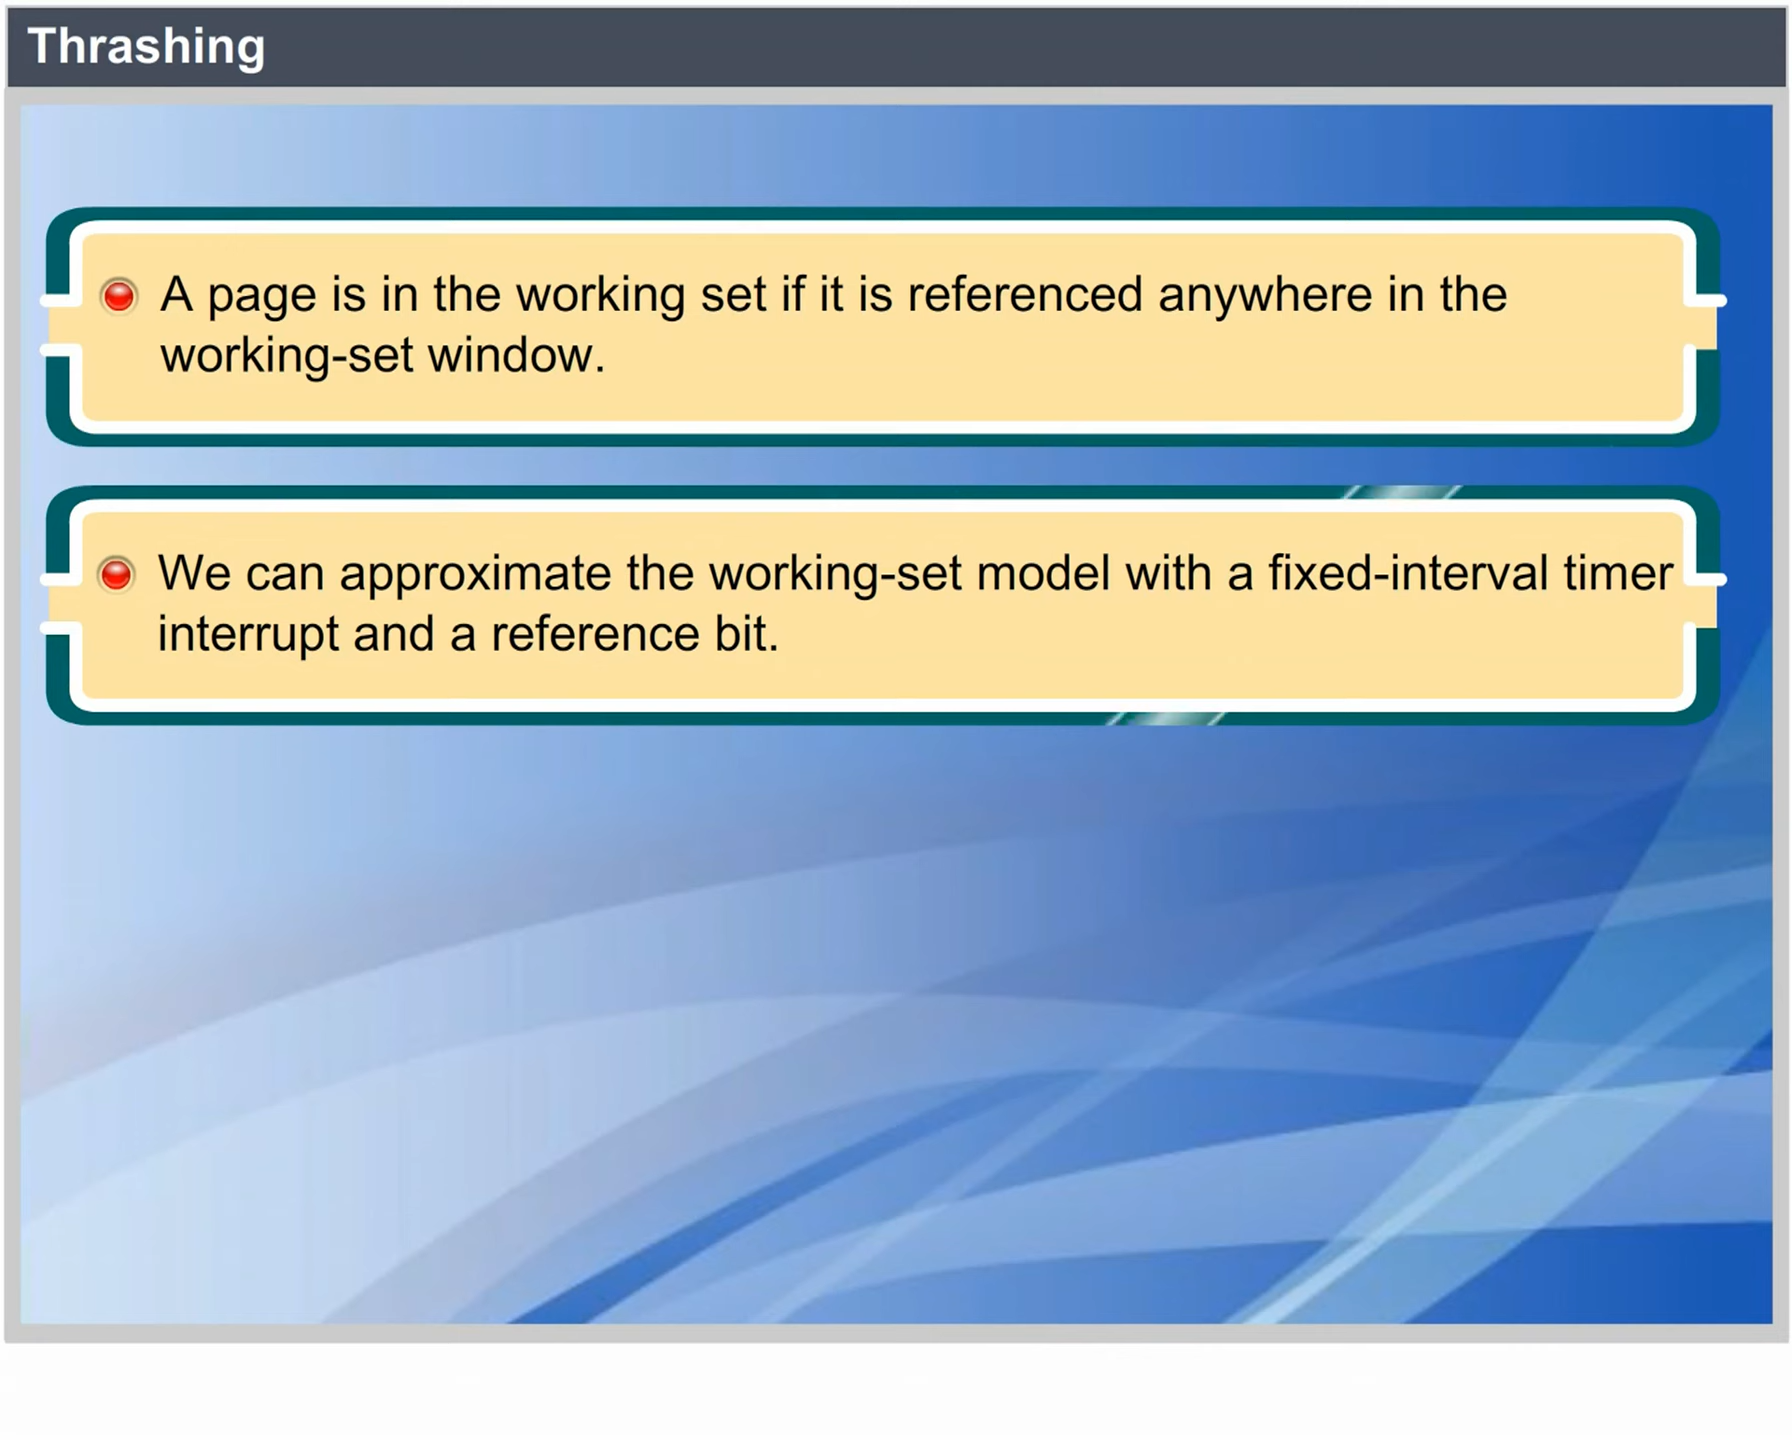 Thrashing
A page is in the working set if it is referenced anywhere in the
working-set window.
We can approximate the working-set model with a fixed-interval timer
interrupt and a reference bit.